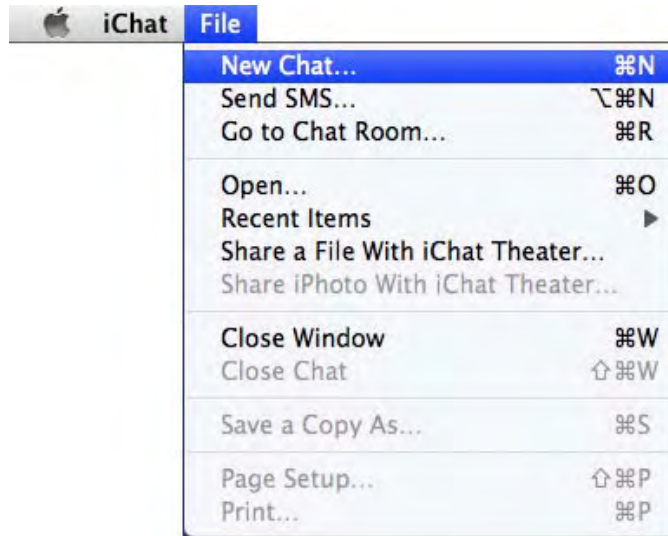 iChat File
New Chat... ⌘N
Send SMS... ⌥⌘N
Go to Chat Room... ⌘R
Open... ⌘O
Recent Items ▶
Share a File With iChat Theater...
Share iPhoto With iChat Theater...
Close Window ⌘W
Close Chat ⇧⌘W
Save a Copy As... ⌘S
Page Setup... ⇧⌘P
Print... ⌘P